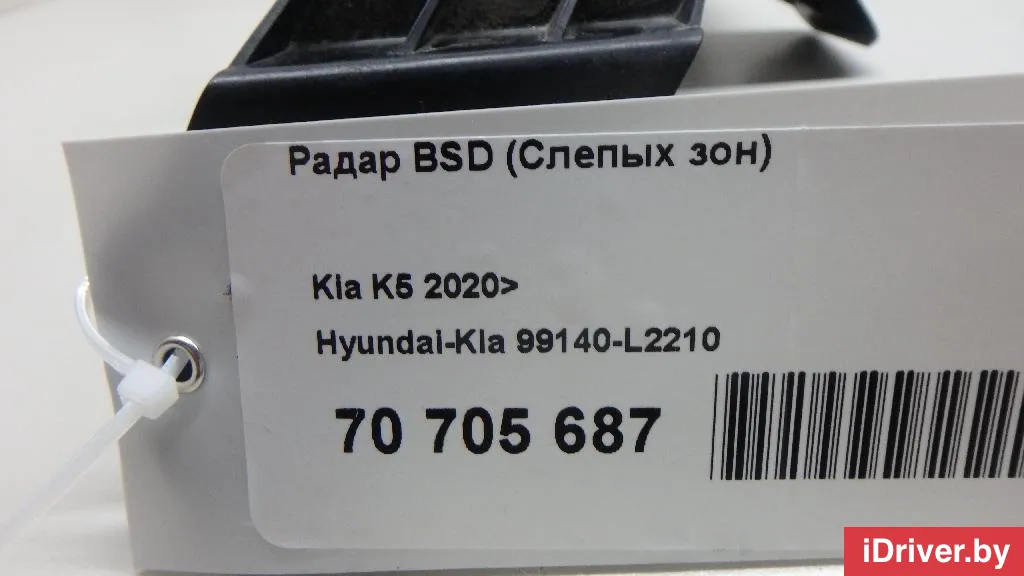 Радар BSD (Слепых зон)
Kia K5 2020>
Hyundai-Kia 99140-L2210
70 705 687
iDriver.by